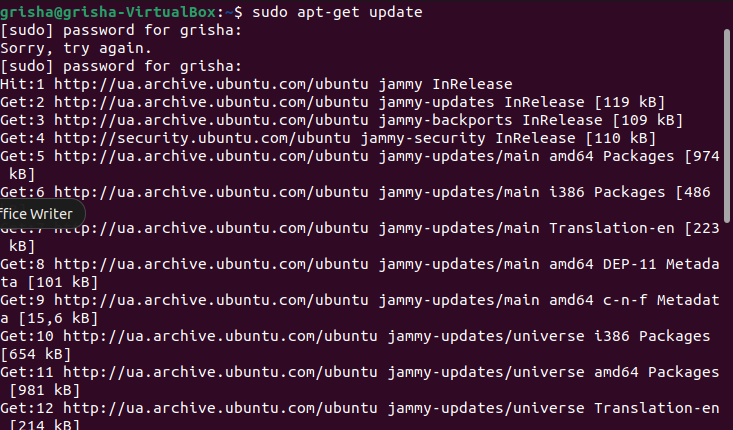 grisha@grisha-VirtualBox:~$ sudo apt-get update
[sudo] password for grisha:
Sorry, try again.
[sudo] password for grisha:
Hit:1 http://ua.archive.ubuntu.com/ubuntu jammy InRelease
Get:2 http://ua.archive.ubuntu.com/ubuntu jammy-updates InRelease [119 kB]
Get:3 http://ua.archive.ubuntu.com/ubuntu jammy-backports InRelease [109 kB]
Get:4 http://security.ubuntu.com/ubuntu jammy-security InRelease [110 kB]
Get:5 http://ua.archive.ubuntu.com/ubuntu jammy-updates/main amd64 Packages [974
 kB]
Get:6 http://ua.archive.ubuntu.com/ubuntu jammy-updates/main i386 Packages [486
ffice Writer
Get:7 http://ua.archive.ubuntu.com/ubuntu jammy-updates/main Translation-en [223
 kB]
Get:8 http://ua.archive.ubuntu.com/ubuntu jammy-updates/main amd64 DEP-11 Metada
ta [101 kB]
Get:9 http://ua.archive.ubuntu.com/ubuntu jammy-updates/main amd64 c-n-f Metadat
a [15,6 kB]
Get:10 http://ua.archive.ubuntu.com/ubuntu jammy-updates/universe i386 Packages
[654 kB]
Get:11 http://ua.archive.ubuntu.com/ubuntu jammy-updates/universe amd64 Packages
 [981 kB]
Get:12 http://ua.archive.ubuntu.com/ubuntu jammy-updates/universe Translation-en
 [214 kB]